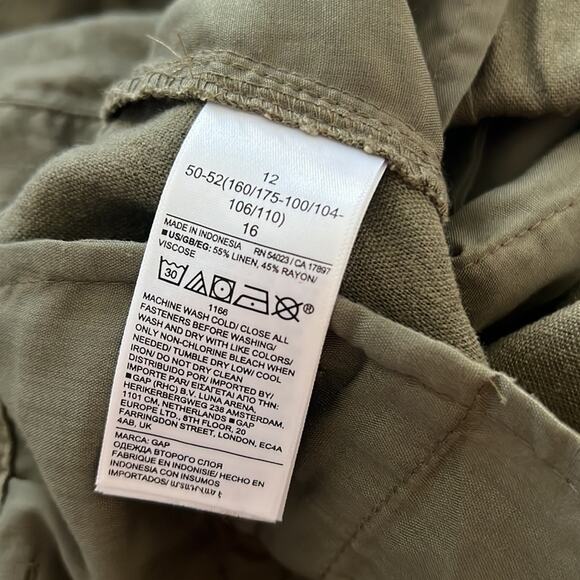 12
50-52(160/175-100/104-
106/110)
16
MADE IN INDONESIA RN 54023 / CA 17897
■US/GB/EG: 55% LINEN, 45% RAYON/
VISCOSE
30
®
1166
MACHINE WASH COLD/ CLOSE ALL
FASTENERS BEFORE WASHING/
WASH AND DRY WITH LIKE COLORS/
ONLY NON-CHLORINE BLEACH WHEN
NEEDED/ TUMBLE DRY LOW/ COOL
IRON/ DO NOT DRY CLEAN
DISTRIBUIDO POR/ IMPORTED BY/
IMPORTE PAR/ ΕΙΣΑΓΕΤΑΙ ΑΠΟ ΤΗΝ:
■GAP (RHC) B.V. LUNA ARENA,
HERIKERBERGWEG 238 AMSTERDAM,
1101 CM, NETHERLANDS ■GAP
EUROPE LTD., 8TH FLOOR, 20
FARRINGDON STREET, LONDON, EC4A
4AB, UK
MARCA: GAP
ОДЕЖДА ВТОРОГО СЛОЯ
FABRIQUÉ EN INDONÉSIE/ HECHO EN
INDONESIA CON INSUMOS
IMPORTADOS/